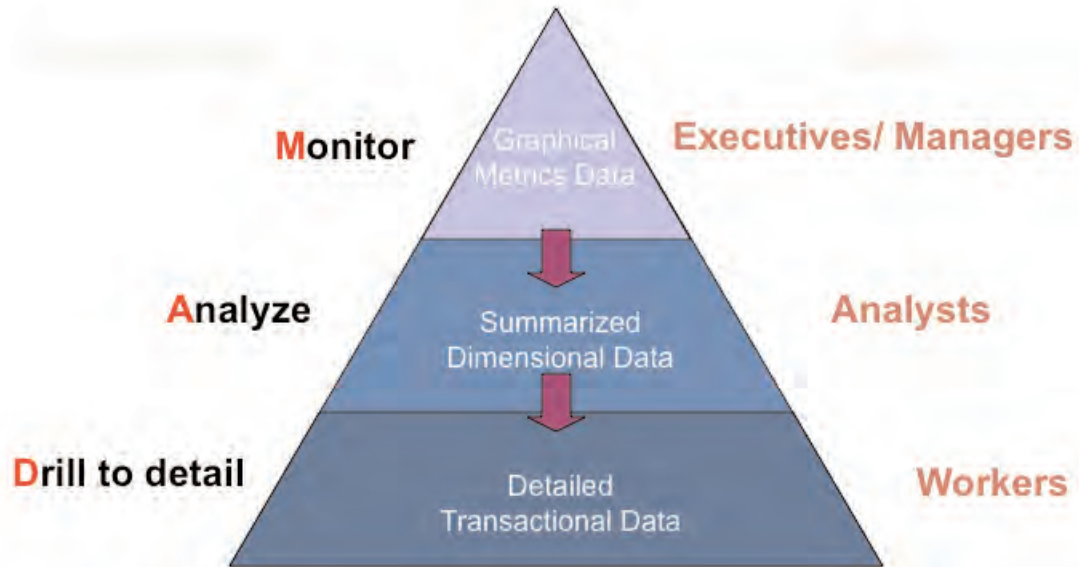 Monitor
Graphical
Metrics Data
Executives/ Managers
Analyze
Summarized
Dimensional Data
Analysts
Drill to detail
Detailed
Transactional Data
Workers